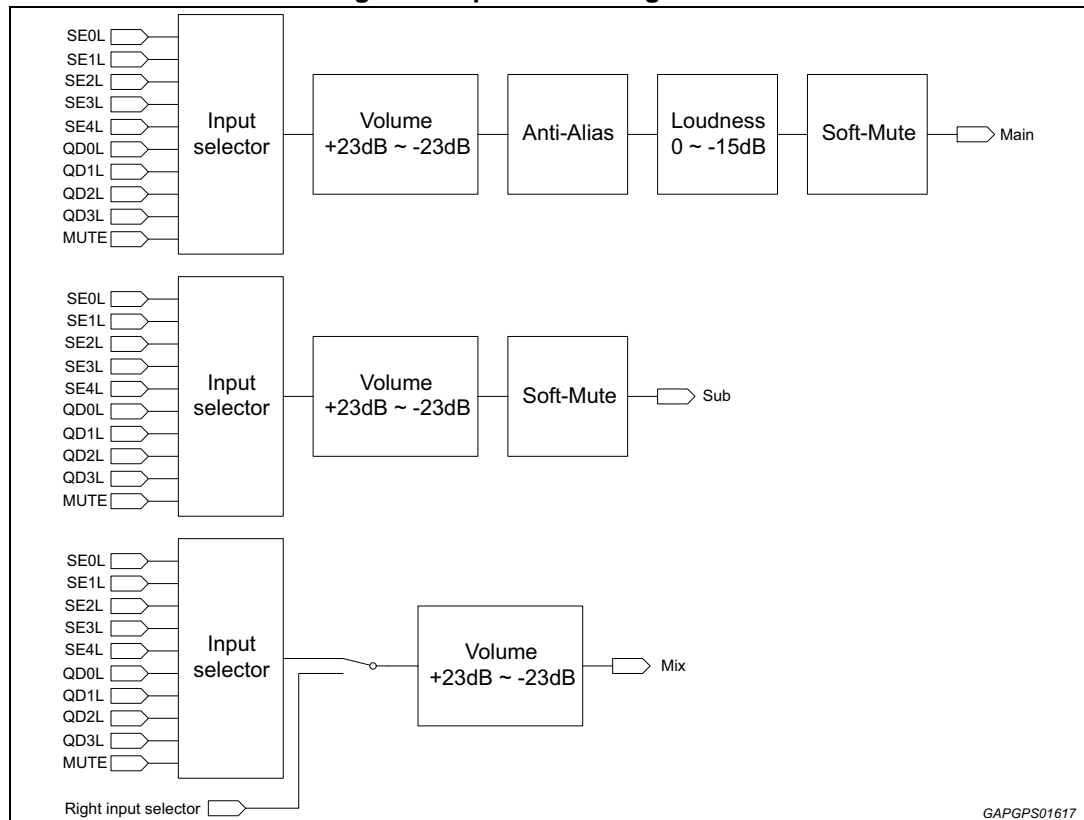 SE0L
SE1L
SE2L
SE3L
SE4L
QD0L
QD1L
QD2L
QD3L
MUTE
Input
selector
Volume
+23dB ~ -23dB
Anti-Alias
Loudness
0 ~ -15dB
Soft-Mute
Main
SE0L
SE1L
SE2L
SE3L
SE4L
QD0L
QD1L
QD2L
QD3L
MUTE
Input
selector
Volume
+23dB ~ -23dB
Soft-Mute
Sub
SE0L
SE1L
SE2L
SE3L
SE4L
QD0L
QD1L
QD2L
QD3L
MUTE
Input
selector
Volume
+23dB ~ -23dB
Mix
Right input selector
GAPGPS01617